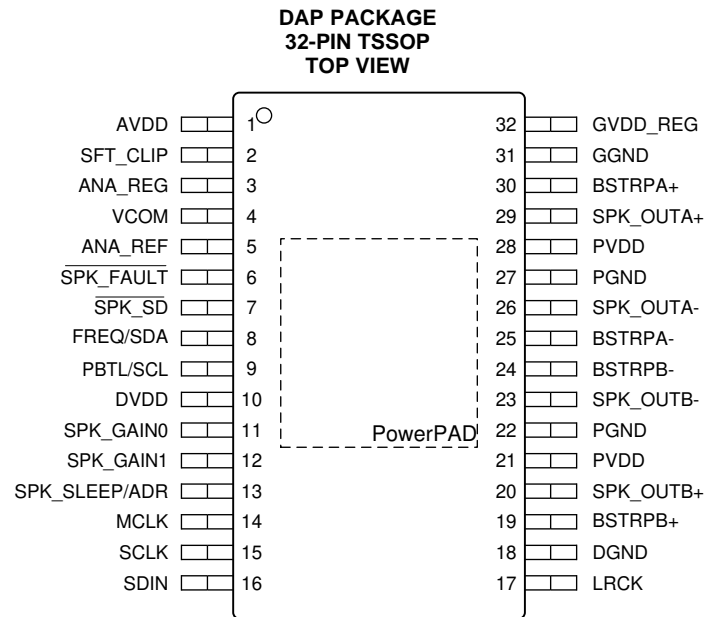 DAP PACKAGE
32-PIN TSSOP
TOP VIEW
AVDD 1 32 GVDD_REG
SFT_CLIP 2 31 GGND
ANA_REG 3 30 BSTRPA+
VCOM 4 29 SPK_OUTA+
ANA_REF 5 28 PVDD
SPK_FAULT 6 27 PGND
SPK_SD 7 26 SPK_OUTA-
FREQ/SDA 8 25 BSTRPA-
PBTL/SCL 9 24 BSTRPB-
DVDD 10 23 SPK_OUTB-
SPK_GAIN0 11 PowerPAD 22 PGND
SPK_GAIN1 12 21 PVDD
SPK_SLEEP/ADR 13 20 SPK_OUTB+
MCLK 14 19 BSTRPB+
SCLK 15 18 DGND
SDIN 16 17 LRCK